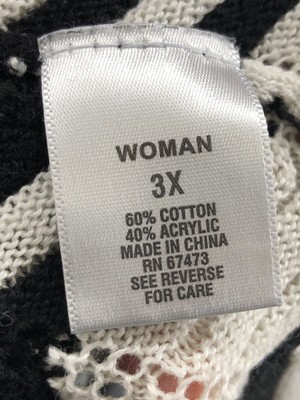 WOMAN
3X
60% COTTON
40% ACRYLIC
MADE IN CHINA
RN 67473
SEE REVERSE
FOR CARE